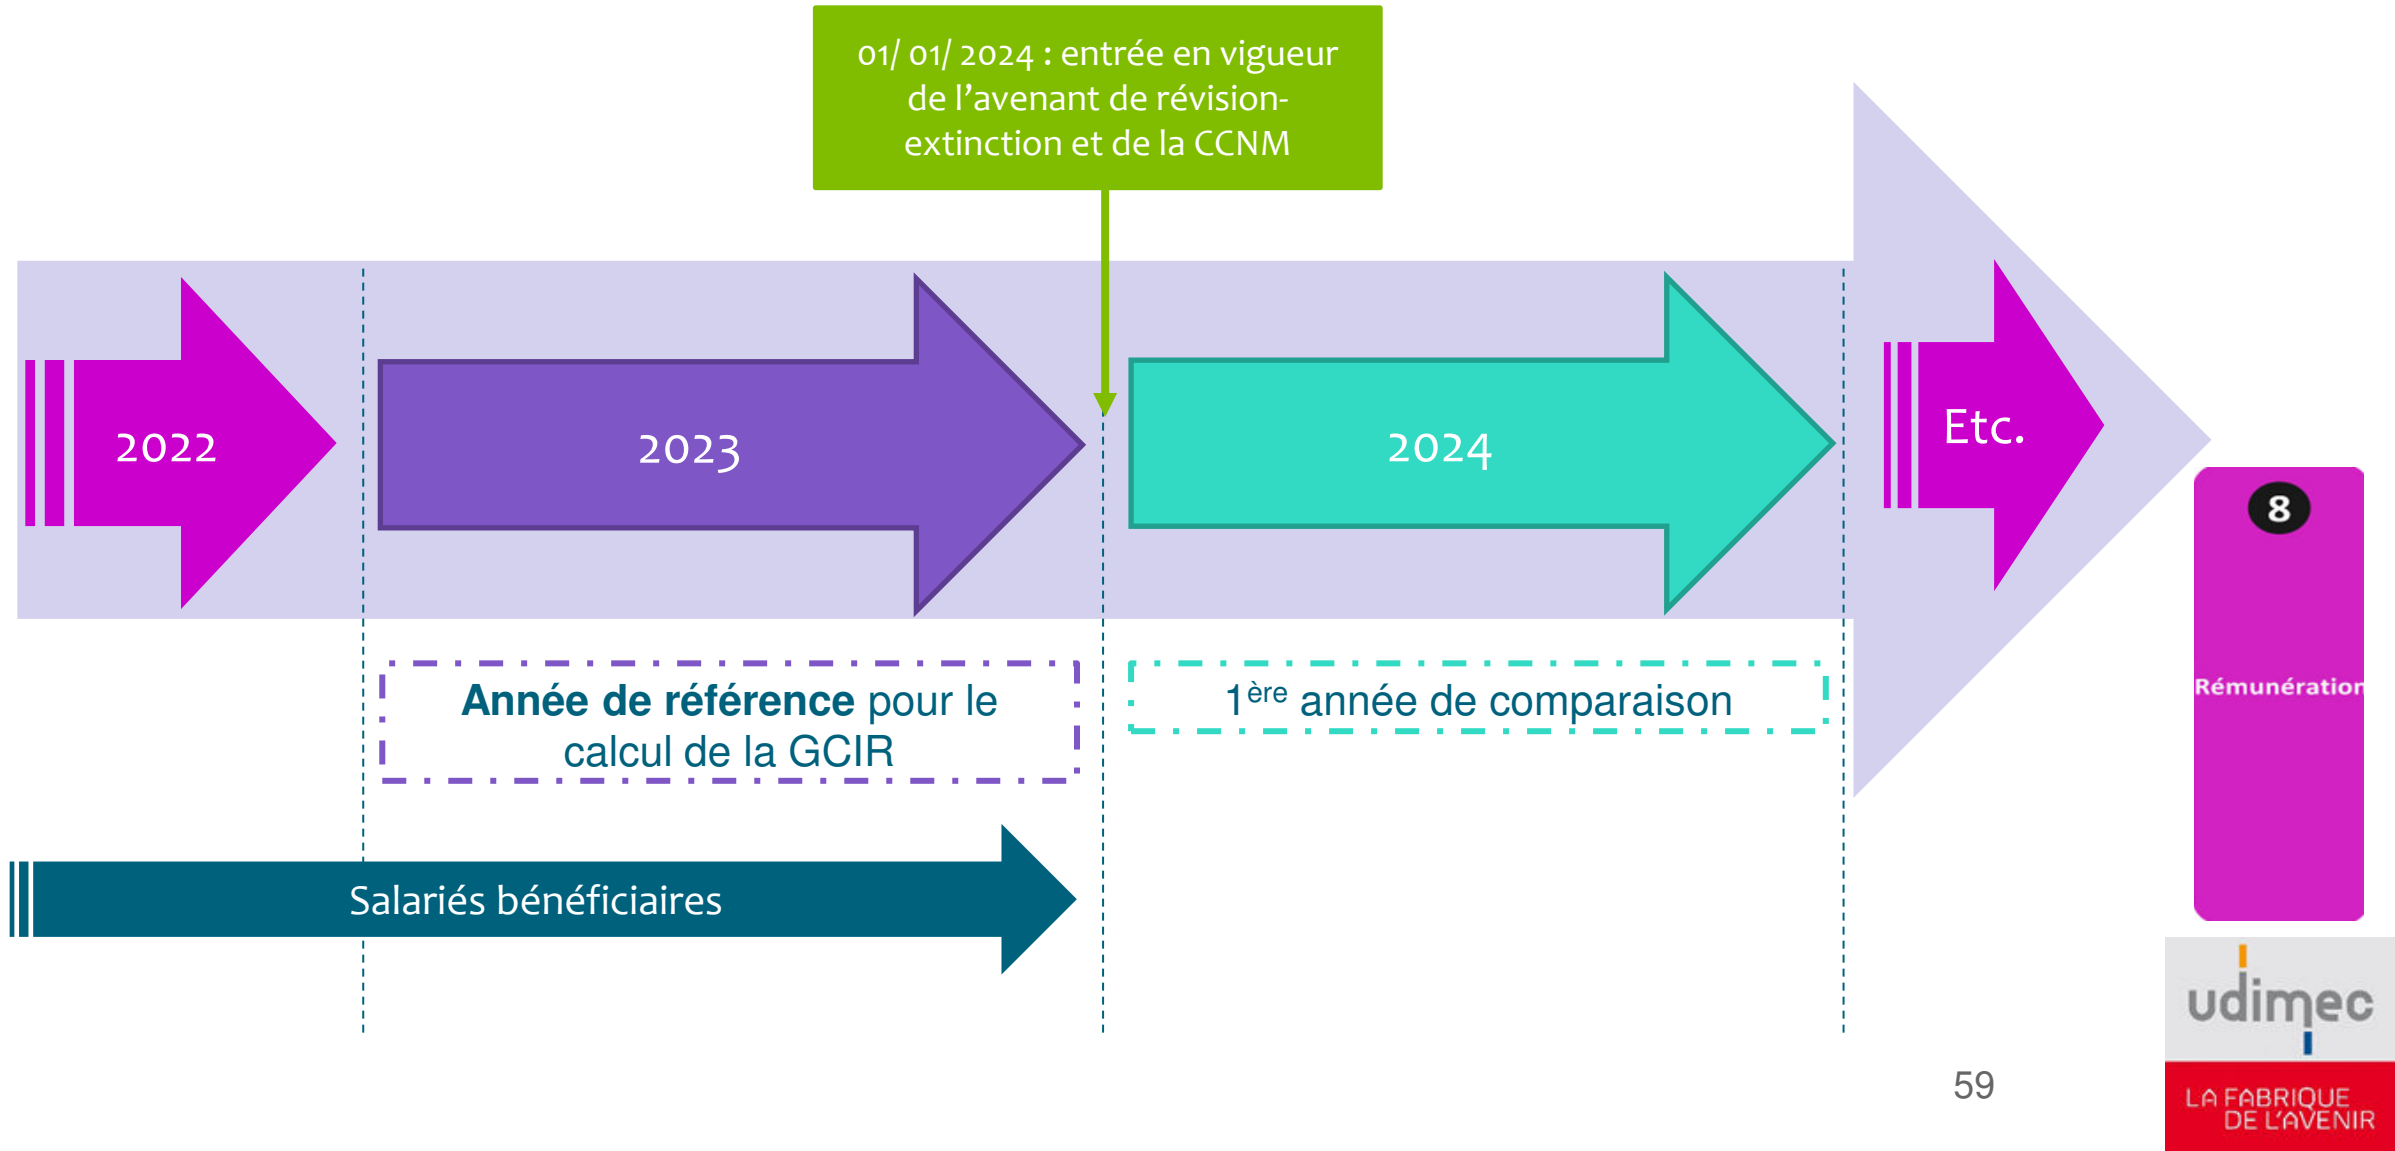 01/ 01/ 2024 : entrée en vigueur
de l’avenant de révision-
extinction et de la CCNM
2022
2023
2024
Etc.
8
Rémunération
Année de référence pour le
calcul de la GCIR
1ère année de comparaison
Salariés bénéficiaires
udimec
LA FABRIQUE
DE L'AVENIR
59